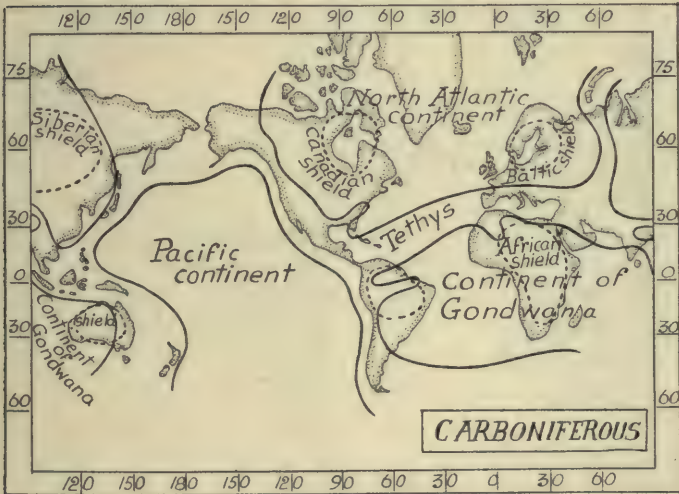 120 150 180 150 120 90 60 30 0 30 60
75 75
60 60
30 30
0 0
30 30
60 60
Siberian
shield
Canadian
shield
North Atlantic
continent
Baltic shield
Tethys
African
shield
Pacific
continent
Continent of
Gondwana
shield
Continent
of
Gondwana
CARBONIFEROUS
120 150 180 150 120 90 60 30 0 30 60